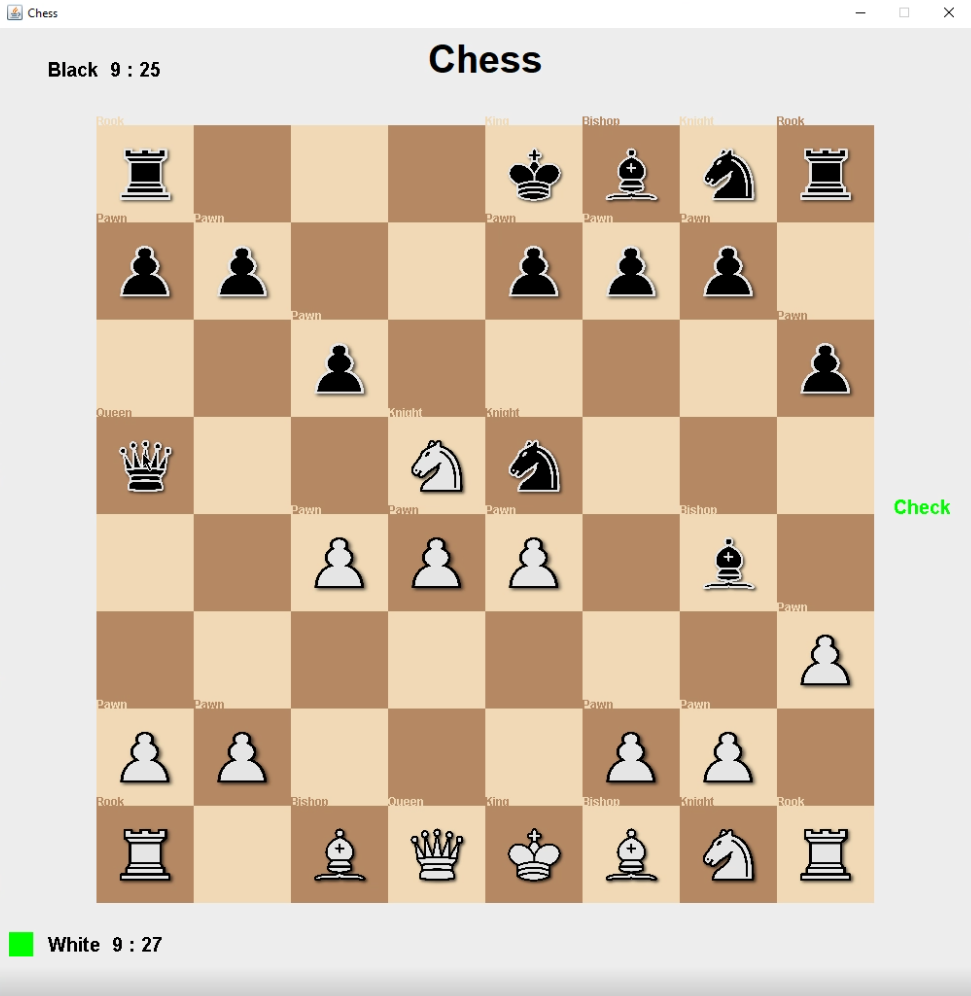 Chess
Chess
Black 9 : 25
Rook King Bishop Knight Rook
Pawn Pawn Pawn Pawn Pawn
Pawn Pawn
Queen Knight Knight
Check
Pawn Pawn Pawn Bishop
Pawn
Pawn Pawn Pawn Pawn
Rook Bishop Queen King Bishop Knight Rook
White 9 : 27